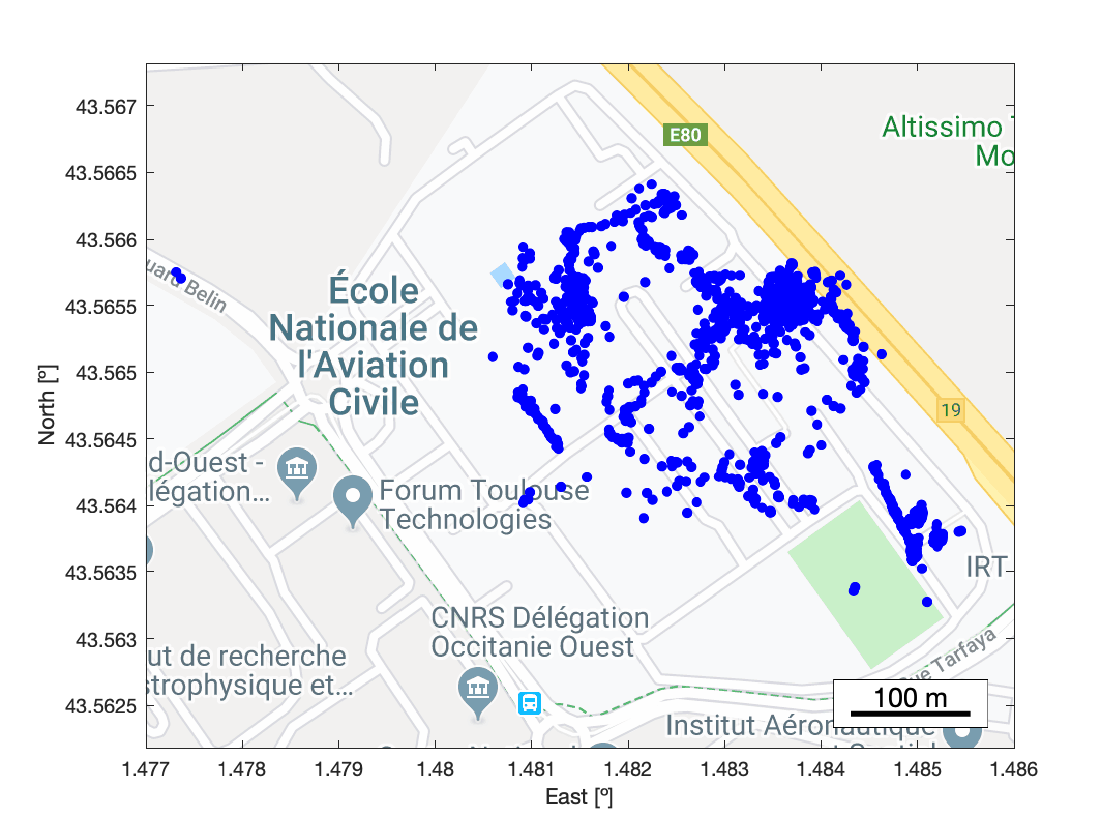 43.567
43.5665
43.566
43.5655
43.565
43.5645
43.564
43.5635
43.563
43.5625
North [º]
E80
Altissimo
Mo
uard Belin
École
Nationale de
l'Aviation
Civile
19
d-Ouest -
légation...
Forum Toulouse
Technologies
IRT
CNRS Délégation
Occitanie Ouest
ut de recherche
strophysique et...
ue Tarfaya
100 m
Institut Aéronautique
1.477
1.478
1.479
1.48
1.481
1.482
1.483
1.484
1.485
1.486
East [º]